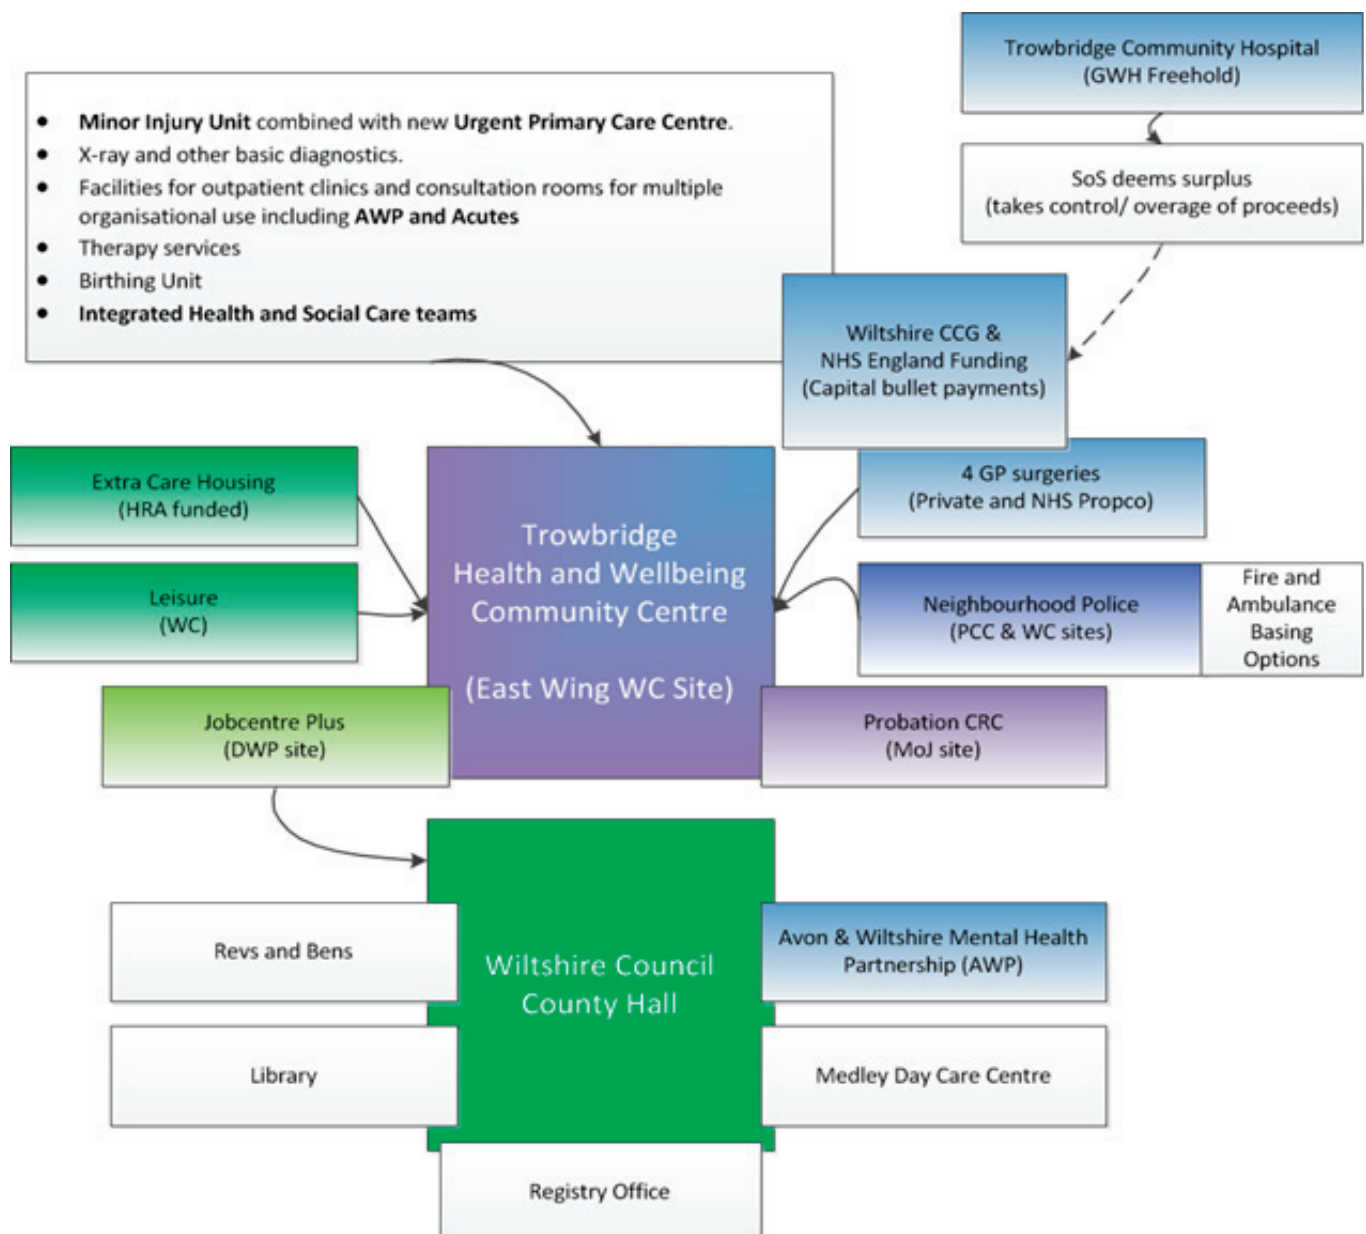 Trowbridge Community Hospital
(GWH Freehold)
SoS deems surplus
(takes control/ overage of proceeds)
● Minor Injury Unit combined with new Urgent Primary Care Centre.
● X-ray and other basic diagnostics.
● Facilities for outpatient clinics and consultation rooms for multiple
organisational use including AWP and Acutes
● Therapy services
● Birthing Unit
● Integrated Health and Social Care teams
Wiltshire CCG &
NHS England Funding
(Capital bullet payments)
Extra Care Housing
(HRA funded)
Leisure
(WC)
Trowbridge
Health and Wellbeing
Community Centre
(East Wing WC Site)
4 GP surgeries
(Private and NHS Propco)
Neighbourhood Police
(PCC & WC sites)
Fire and
Ambulance
Basing
Options
Jobcentre Plus
(DWP site)
Probation CRC
(MoJ site)
Wiltshire Council
County Hall
Revs and Bens
Library
Avon & Wiltshire Mental Health
Partnership (AWP)
Medley Day Care Centre
Registry Office